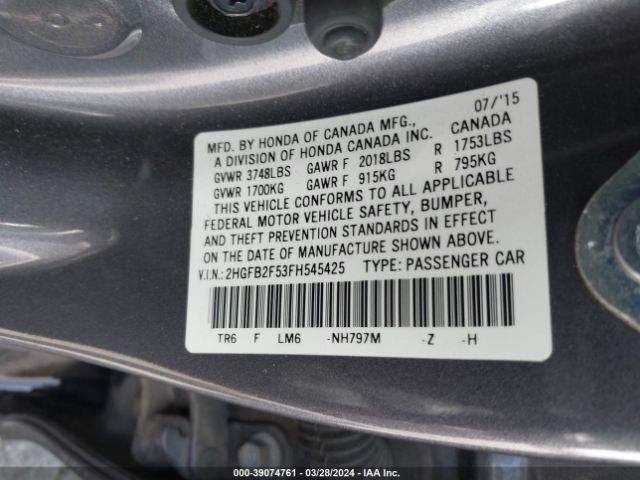 07/'15
MFD. BY HONDA OF CANADA MFG., CANADA
A DIVISION OF HONDA CANADA INC.
GVWR 3748LBS GAWR F 2018LBS R 1753LBS
GVWR 1700KG GAWR F 915KG R 795KG
THIS VEHICLE CONFORMS TO ALL APPLICABLE
FEDERAL MOTOR VEHICLE SAFETY, BUMPER,
AND THEFT PREVENTION STANDARDS IN EFFECT
ON THE DATE OF MANUFACTURE SHOWN ABOVE.
V.I.N.: 2HGFB2F53FH545425 TYPE: PASSENGER CAR
TR6 F LM6 -NH797M -Z -H
000-39074761 - 03/28/2024 - IAA Inc.